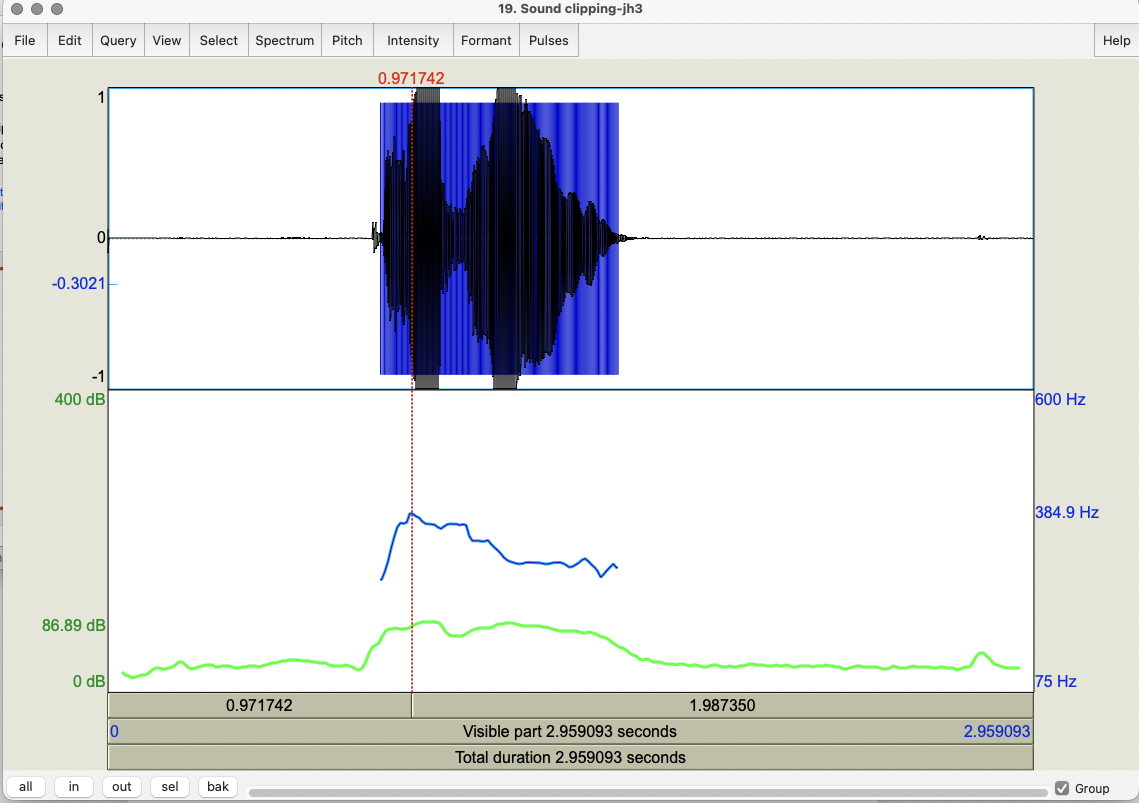 19. Sound clipping-jh3
File Edit Query View Select Spectrum Pitch Intensity Formant Pulses Help
0.971742
1
0
-0.3021
-1
400 dB 600 Hz
384.9 Hz
86.89 dB
0 dB 75 Hz
0.971742 1.987350
0 Visible part 2.959093 seconds 2.959093
Total duration 2.959093 seconds
all in out sel bak Group